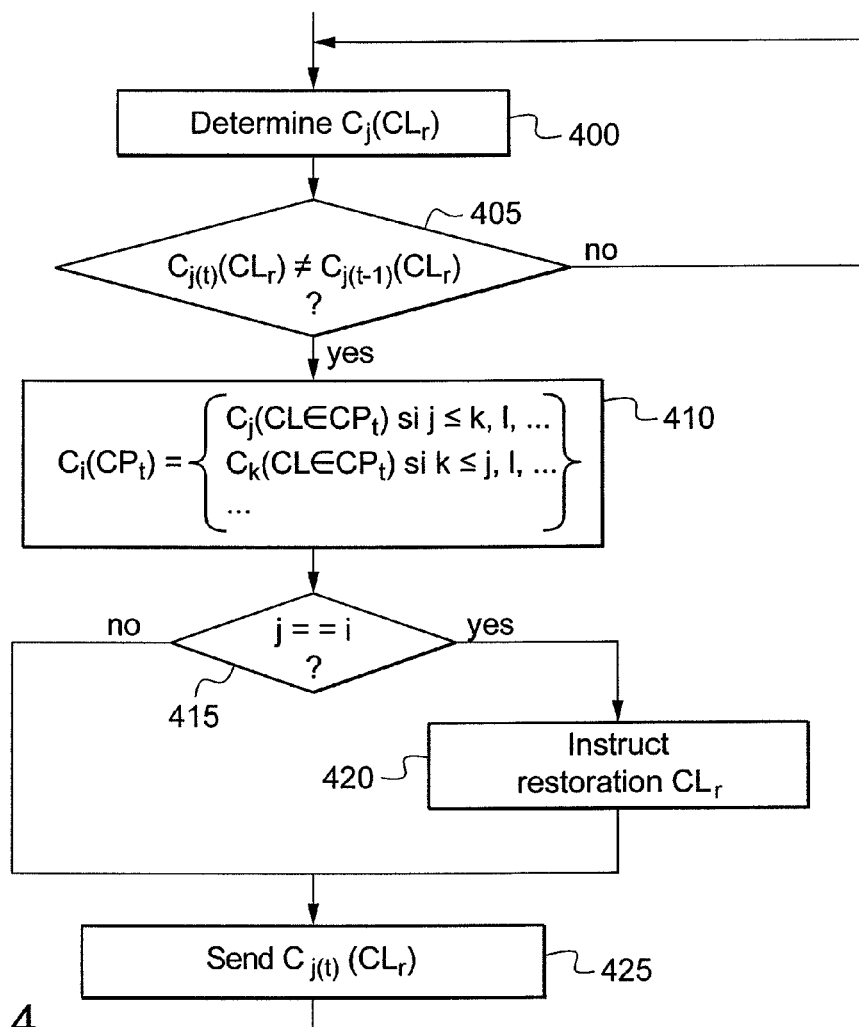 Determine C_j(CL_r)
400
405
C_j(t)(CL_r) ≠ C_j(t-1)(CL_r)
?
no
yes
C_j(CL∈CP_t) si j ≤ k, l, ...
C_i(CP_t) = { C_k(CL∈CP_t) si k ≤ j, l, ... }
...
410
no
j = = i
yes
?
415
420
Instruct
restoration CL_r
Send C_j(t) (CL_r)
425
4